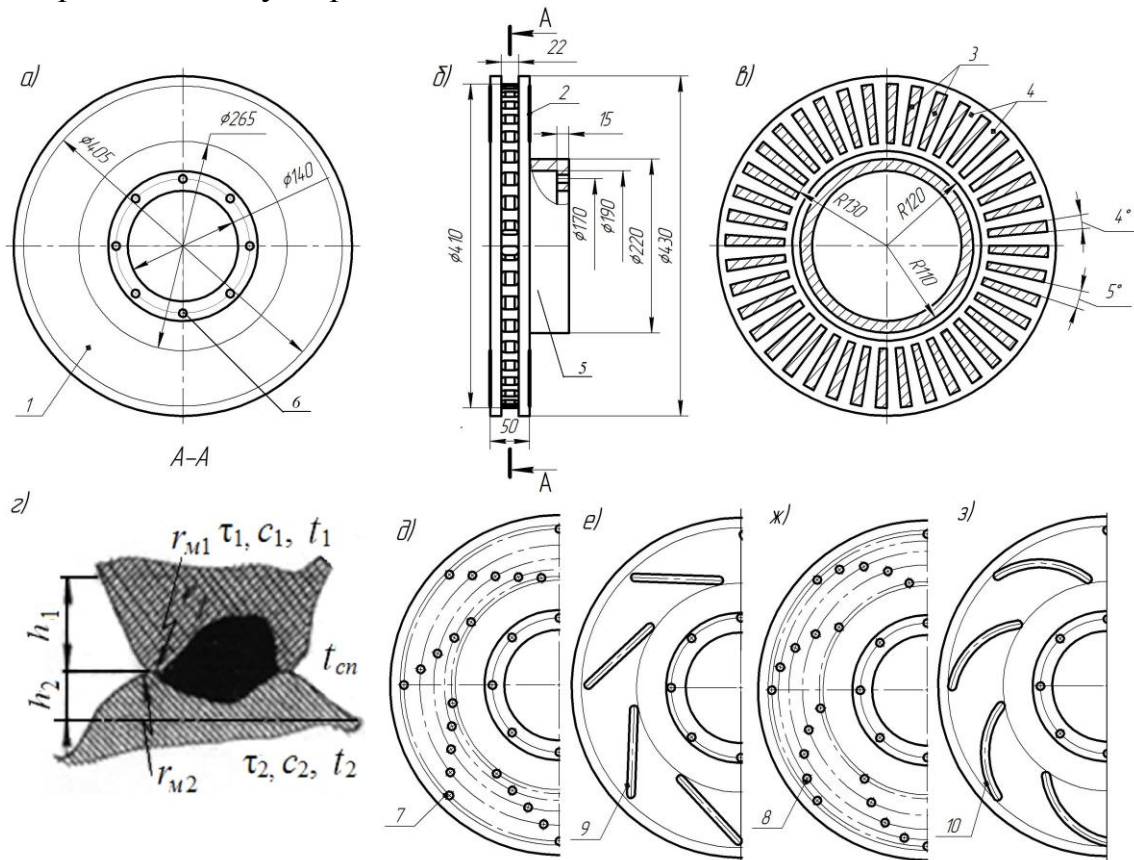 а)
ø405
ø265
ø140
1
6
А–А
б)
А
22
2
15
ø410
ø170
ø190
ø220
ø430
5
50
А
в)
3
4
R130
R120
R110
4°
5°
г)
rм1
τ1, c1, t1
h1
h2
tсп
τ2, c2, t2
rм2
д)
7
е)
9
ж)
8
з)
10